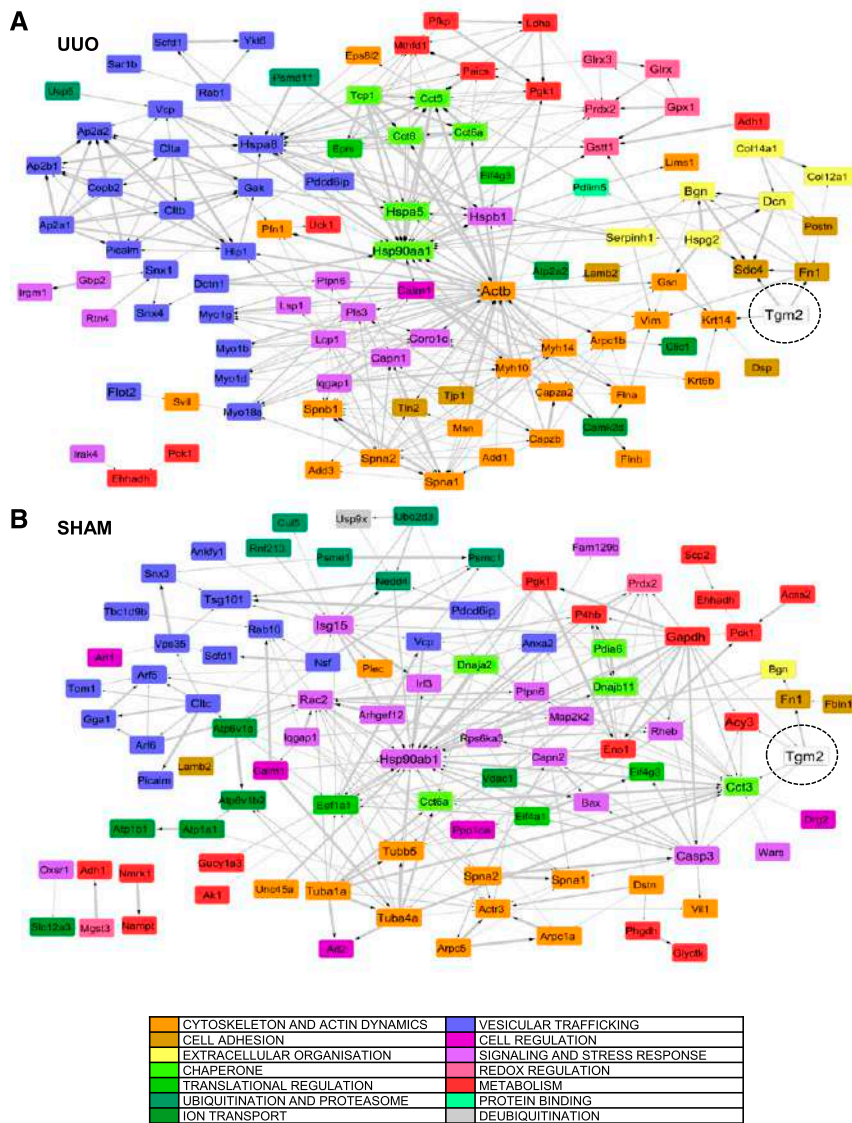 A
UUO
Scfd1 Ykt6
Sar1b
Rab1
Usp5
Psmd11
Eps8l2
Pfkp Ldha
Mthfd1
Paics
Pgk1
Glrx3 Glrx
Prdx2 Gpx1
Gstt1
Adh1
Tcp1 Cct5
Cct8 Cct6a
Vcp
Ap2a2
Clta
Hspa8
Ap2b1
Copb2
Gak
Pdcd6ip
Eif4g3
Lims1
Pdlim5
Col14a1
Col12a1
Bgn
Dcn
Ap2a1
Cltb
Pfn1
Uck1
Hspa5
Hspb1
Postn
Picalm
Hip1
Hsp90aa1
Serpinh1
Hspg2
Sdc4
Fn1
Gbp2
Irgm1
Snx1
Dctn1
Ptpn6
Calm1
Actb
Atp2a2
Lamb2
Gsn
Rtn4
Snx4
Myo1g
Lsp1
Pls3
Vim
Krt14
Tgm2
Myo1b
Lcp1
Coro1c
Capn1
Myh14
Arpc1b
Clic1
Myo1d
Iqgap1
Myh10
Dsp
Krt6b
Flot2
Svil
Myo18a
Spnb1
Tln2
Tjp1
Capza2
Flna
Msn
Capzb
Camk2d
Irak4
Pck1
Ehhadh
Spna2
Add3
Add1
Spna1
Flnb
B
SHAM
Cul5
Usp9x
Ube2d3
Ankfy1
Rnf213
Psme1
Psmc1
Fam129b
Scp2
Snx3
Nedd4
Pgk1
Prdx2
Ehhadh
Tsg101
Acss2
Tbc1d9b
Isg15
Pdcd6ip
P4hb
Gapdh
Pck1
Rab10
Vps35
Scfd1
Nsf
Vcp
Anxa2
Pdia6
Arl1
Plec
Dnaja2
Bgn
Tom1
Arf5
Cltc
Rac2
Irf3
Ptpn6
Dnajb11
Fn1
Fbln1
Gga1
Arhgef12
Map2k2
Acy3
Arf6
Atp6v1a
Iqgap1
Rps6ka3
Rheb
Eno1
Tgm2
Picalm
Lamb2
Calm1
Hsp90ab1
Capn2
Vdac1
Eif4g3
Cct3
Atp6v1b2
Eef1a1
Cct6a
Bax
Atp1b1
Atp1a1
Eif4a1
Drg2
Ppp1ca
Gucy1a3
Tubb5
Casp3
Wars
Oxsr1
Adh1
Nmrk1
Ak1
Unc45a
Tuba1a
Spna2
Spna1
Dstn
Slc12a3
Mgst3
Nampt
Tuba4a
Actr3
Vil1
Arpc5
Arpc1a
Phgdh
Glyctk
CYTOSKELETON AND ACTIN DYNAMICS VESICULAR TRAFFICKING
CELL ADHESION CELL REGULATION
EXTRACELLULAR ORGANISATION SIGNALING AND STRESS RESPONSE
CHAPERONE REDOX REGULATION
TRANSLATIONAL REGULATION METABOLISM
UBIQUITINATION AND PROTEASOME PROTEIN BINDING
ION TRANSPORT DEUBIQUITINATION